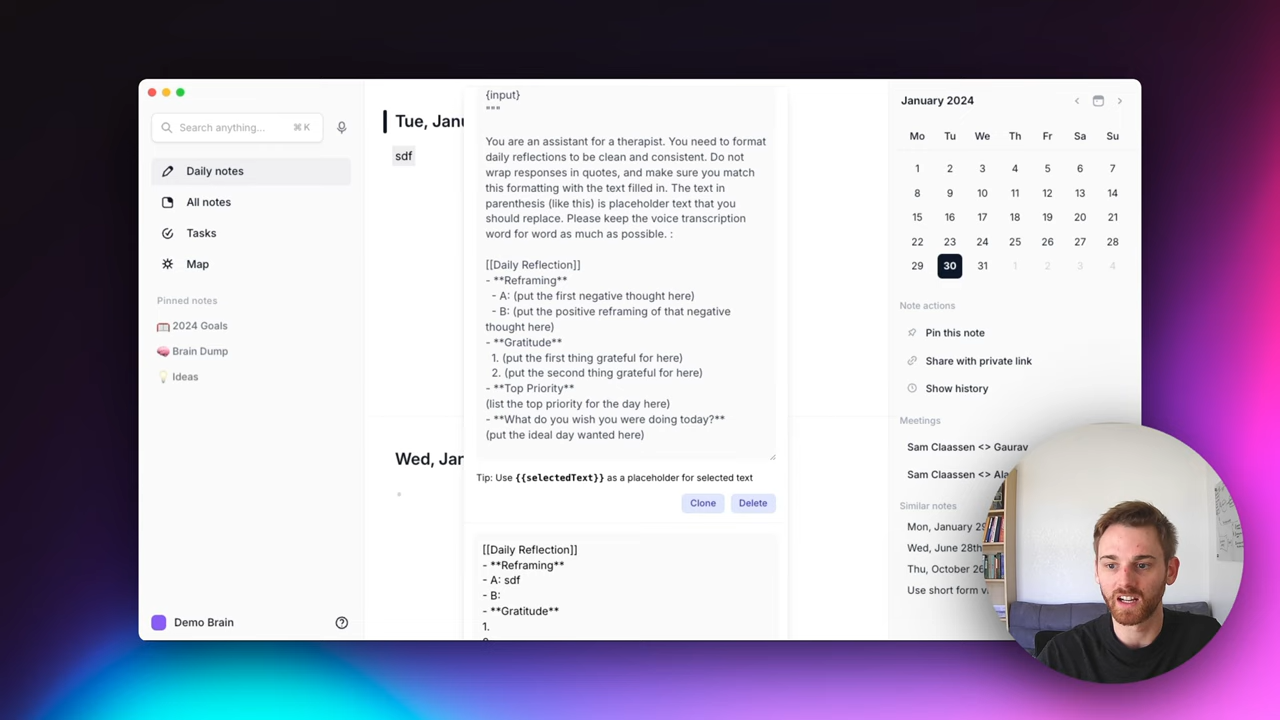 Search anything...
⌘ K
Daily notes
All notes
Tasks
Map
Pinned notes
📖 2024 Goals
🧠 Brain Dump
💡 Ideas
Demo Brain
Tue, Janu
sdf
Wed, Jar
{input}
"""
You are an assistant for a therapist. You need to format
daily reflections to be clean and consistent. Do not
wrap responses in quotes, and make sure you match
this formatting with the text filled in. The text in
parenthesis (like this) is placeholder text that you
should replace. Please keep the voice transcription
word for word as much as possible. :
[[Daily Reflection]]
- **Reframing**
- A: (put the first negative thought here)
- B: (put the positive reframing of that negative
thought here)
- **Gratitude**
1. (put the first thing grateful for here)
2. (put the second thing grateful for here)
- **Top Priority**
(list the top priority for the day here)
- **What do you wish you were doing today?**
(put the ideal day wanted here)
Tip: Use {{selectedText}} as a placeholder for selected text
Clone
Delete
[[Daily Reflection]]
- **Reframing**
- A: sdf
- B:
- **Gratitude**
1.
January 2024
Mo Tu We Th Fr Sa Su
1 2 3 4 5 6 7
8 9 10 11 12 13 14
15 16 17 18 19 20 21
22 23 24 25 26 27 28
29 30 31 1 2 3 4
Note actions
Pin this note
Share with private link
Show history
Meetings
Sam Claassen <> Gaurav
Sam Claassen <> Ala
Similar notes
Mon, January 29
Wed, June 28th
Thu, October 26
Use short form v